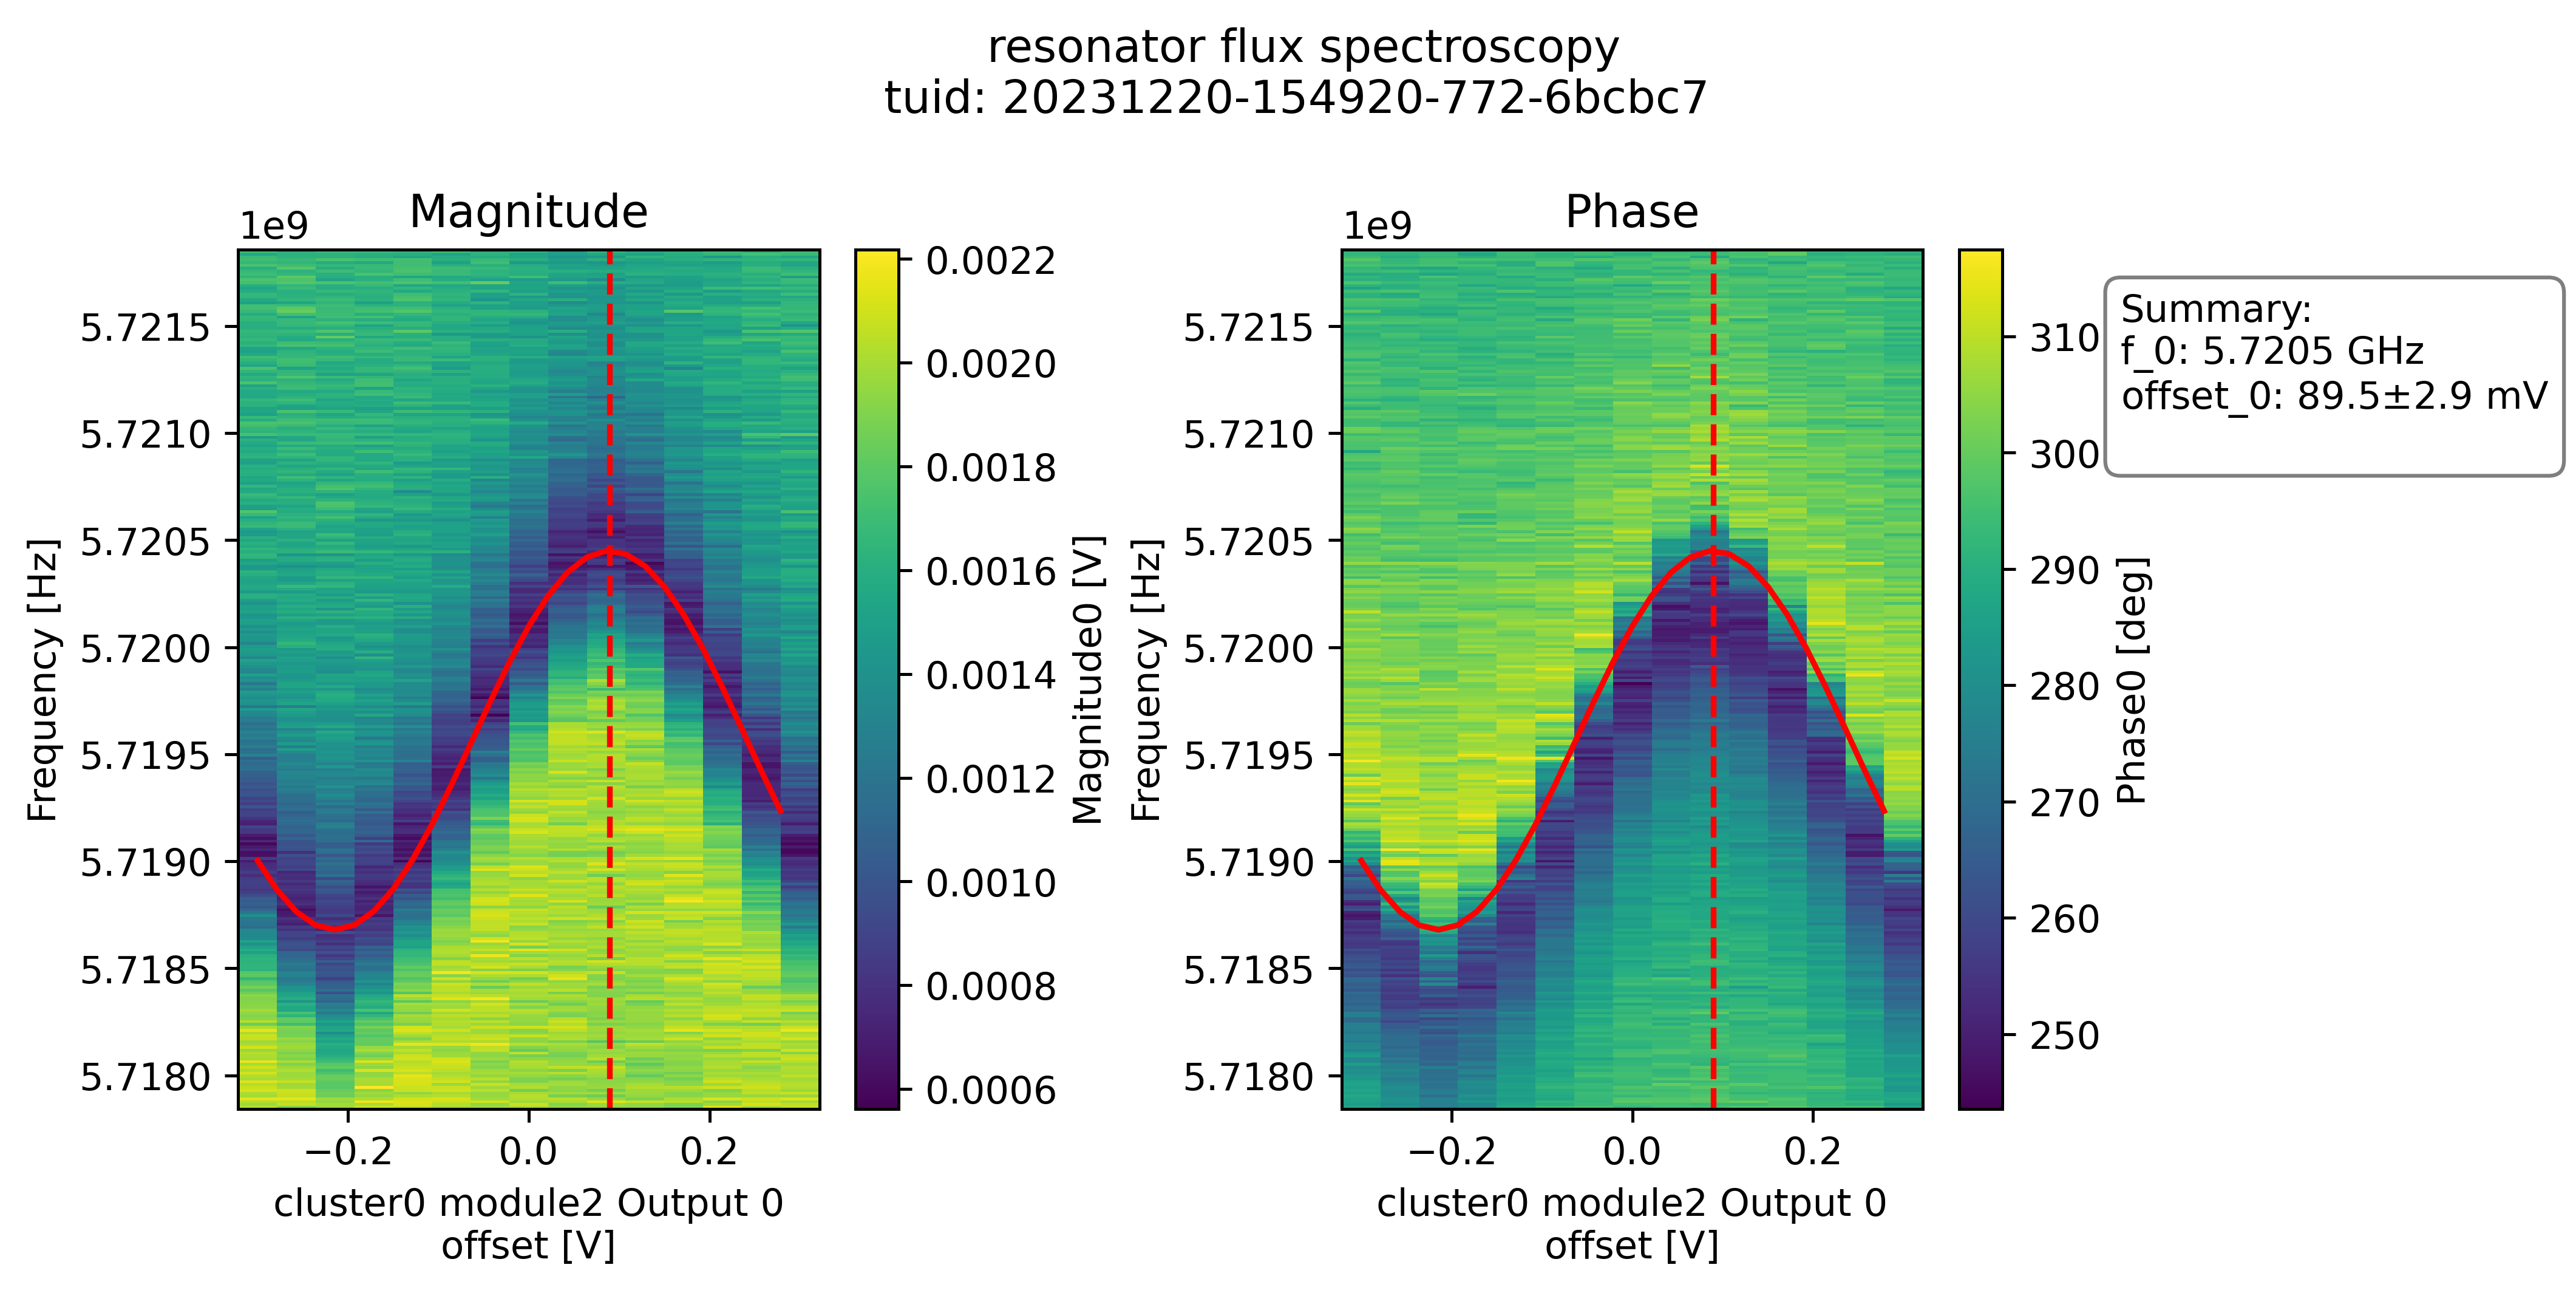 resonator flux spectroscopy
tuid: 20231220-154920-772-6bcbc7
Magnitude
1e9
5.7215
5.7210
5.7205
5.7200
5.7195
5.7190
5.7185
5.7180
Frequency [Hz]
−0.2
0.0
0.2
cluster0 module2 Output 0
offset [V]
0.0022
0.0020
0.0018
0.0016
0.0014
0.0012
0.0010
0.0008
0.0006
Magnitude0 [V]
Phase
1e9
5.7215
5.7210
5.7205
5.7200
5.7195
5.7190
5.7185
5.7180
Frequency [Hz]
−0.2
0.0
0.2
cluster0 module2 Output 0
offset [V]
310
300
290
280
270
260
250
Phase0 [deg]
Summary:
f_0: 5.7205 GHz
offset_0: 89.5±2.9 mV